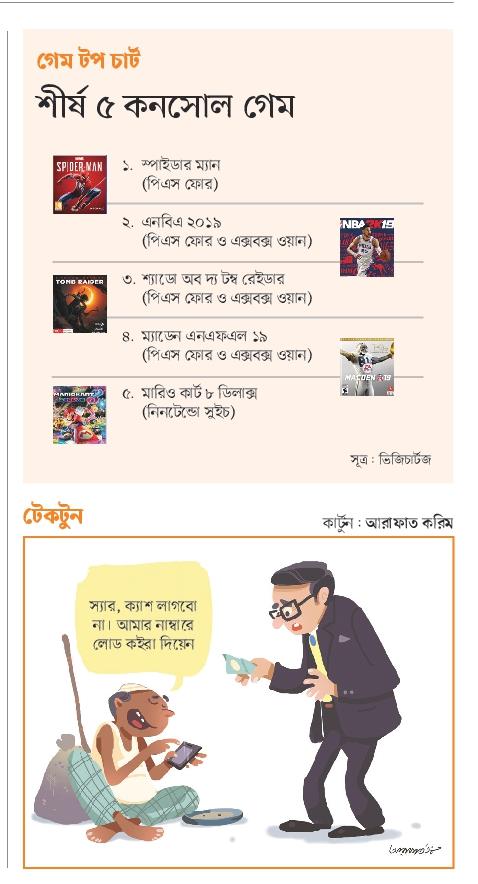 গেম টপ চার্ট
শীর্ষ ৫ কনসোল গেম
SPIDER-MAN
১. স্পাইডার ম্যান
(পিএস ফোর)
২. এনবিএ ২০১৯
(পিএস ফোর ও এক্সবক্স ওয়ান)
NBA 2K19
TOMB RAIDER
৩. শ্যাডো অব দ্য টম্ব রেইডার
(পিএস ফোর ও এক্সবক্স ওয়ান)
৪. ম্যাডেন এনএফএল ১৯
(পিএস ফোর ও এক্সবক্স ওয়ান)
MADDEN 19
MARIOKART
৫. মারিও কার্ট ৮ ডিলাক্স
(নিনটেন্ডো সুইচ)
সূত্র : ভিজিচার্টজ
টেকটুন
কার্টুন : আরাফাত করিম
স্যার, ক্যাশ লাগবো
না। আমার নাম্বারে
লোড কইরা দিয়েন